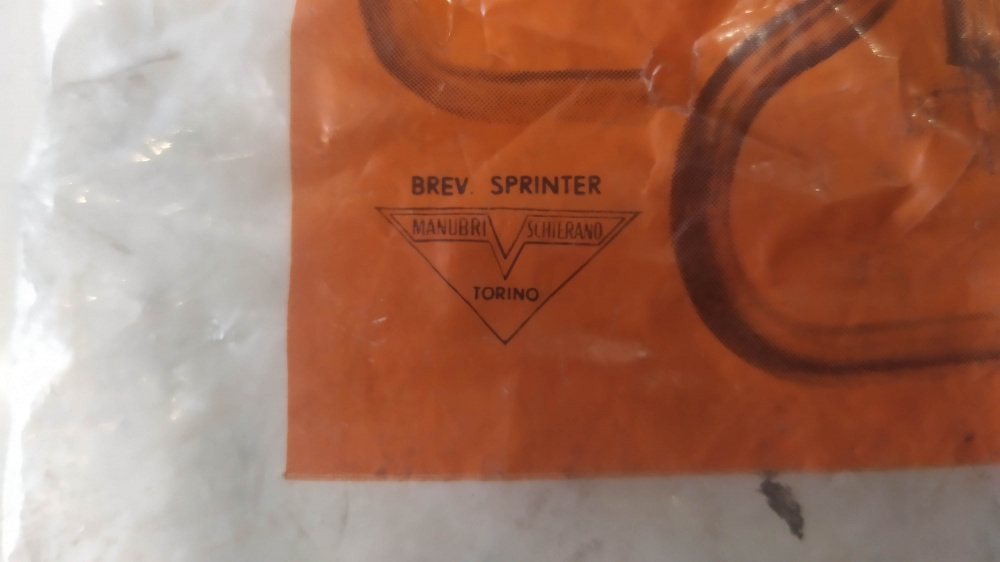 BREV. SPRINTER
MANUBRI SCHIERANO
TORINO